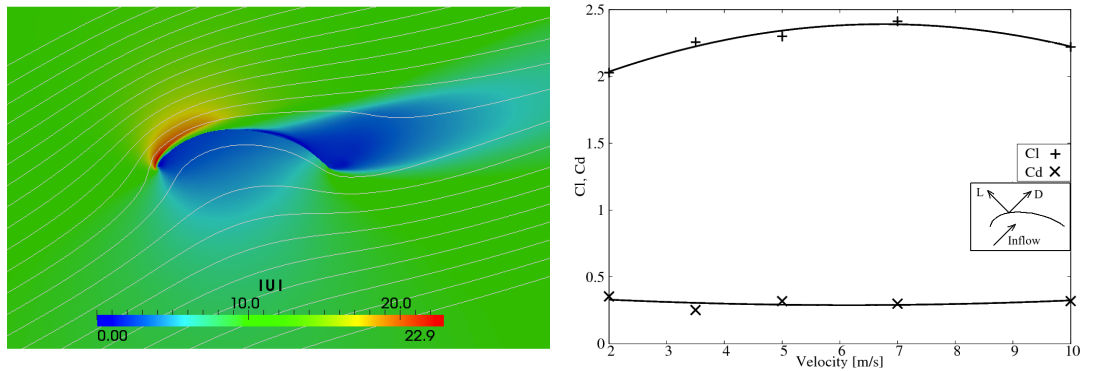 |U|
10.0 20.0
0.00 22.9
2.5
2
1.5
1
0.5
0
Cl, Cd
Cl +
Cd ×
L D
Inflow
2 3 4 5 6 7 8 9 10
Velocity [m/s]